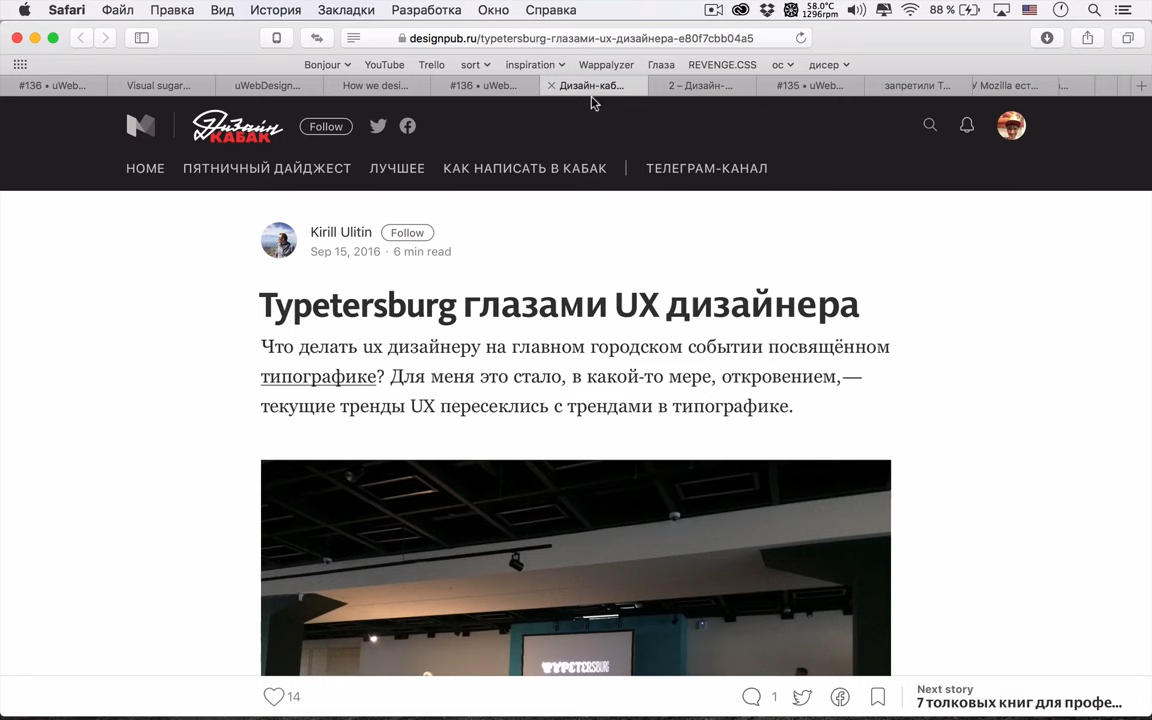 Safari Файл Правка Вид История Закладки Разработка Окно Справка 58.0°C 1296rpm 88 %
designpub.ru/typetersburg-глазами-ux-дизайнера-e80f7cbb04a5
Bonjour YouTube Trello sort inspiration Wappalyzer Глаза REVENGE.CSS ос дисер
#136 • uWeb... Visual sugar... uWebDesign... How we desi... #136 • uWeb... Дизайн-каб... 2 – Дизайн-... #135 • uWeb... запретили Т... У Mozilla ест...
Дизайн КАБАК Follow
HOME ПЯТНИЧНЫЙ ДАЙДЖЕСТ ЛУЧШЕЕ КАК НАПИСАТЬ В КАБАК ТЕЛЕГРАМ-КАНАЛ
Kirill Ulitin Follow
Sep 15, 2016 · 6 min read
Typetersburg глазами UX дизайнера
Что делать ux дизайнеру на главном городском событии посвящённом
типографике? Для меня это стало, в какой-то мере, откровением,—
текущие тренды UX пересеклись с трендами в типографике.
TYPETERSBURG
14 1 Next story
7 толковых книг для профе...